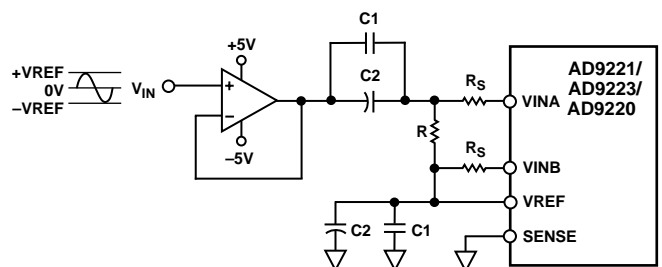 C1
+5V
+VREF
0V
–VREF
VIN
+
–
–5V
C2
RS
R
RS
C2
C1
AD9221/
AD9223/
AD9220
VINA
VINB
VREF
SENSE